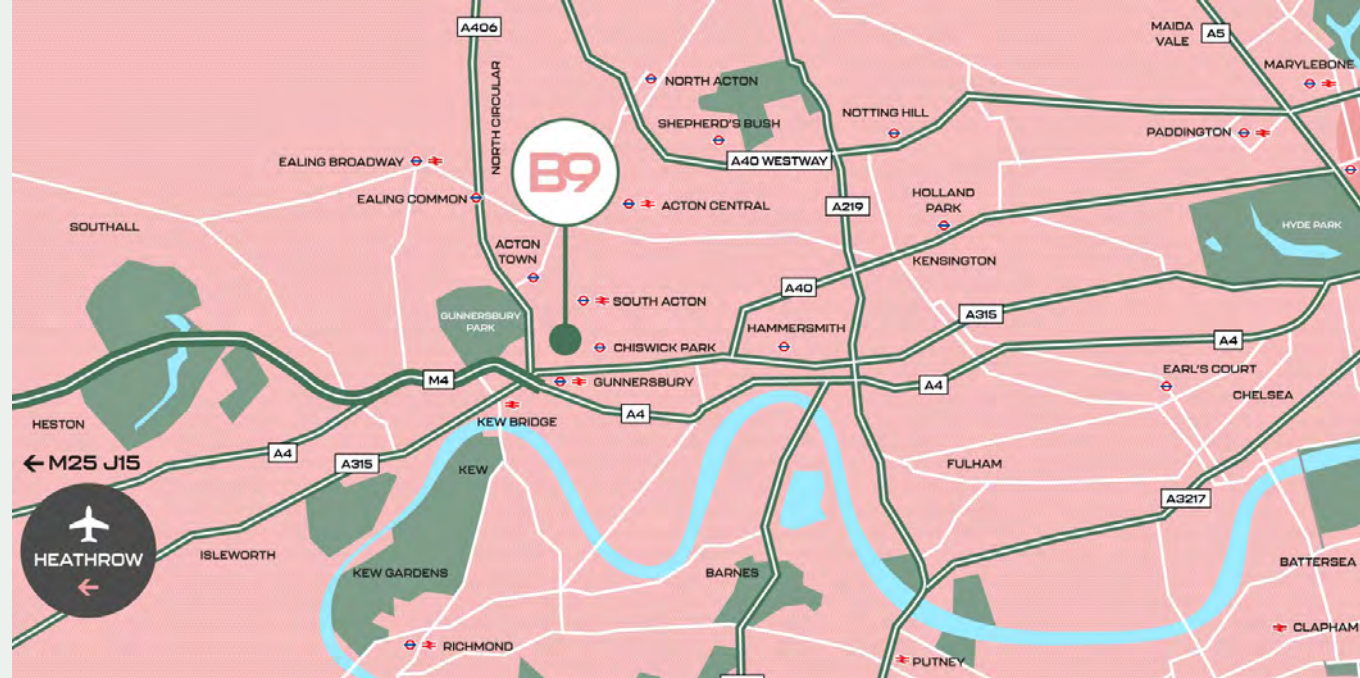 A406
MAIDA
VALE
A5
NORTH CIRCULAR
MARYLEBONE
NORTH ACTON
NOTTING HILL
SHEPHERD'S BUSH
PADDINGTON
EALING BROADWAY
A40 WESTWAY
B9
EALING COMMON
HOLLAND
PARK
ACTON CENTRAL
A219
SOUTHALL
HYDE PARK
ACTON
TOWN
KENSINGTON
A40
SOUTH ACTON
GUNNERSBURY
PARK
A315
HAMMERSMITH
CHISWICK PARK
A4
EARL'S COURT
M4
GUNNERSBURY
A4
CHELSEA
A4
HESTON
KEW BRIDGE
A4
M25 J15
A315
KEW
FULHAM
A3217
HEATHROW
ISLEWORTH
KEW GARDENS
BARNES
BATTERSEA
CLAPHAM
RICHMOND
PUTNEY